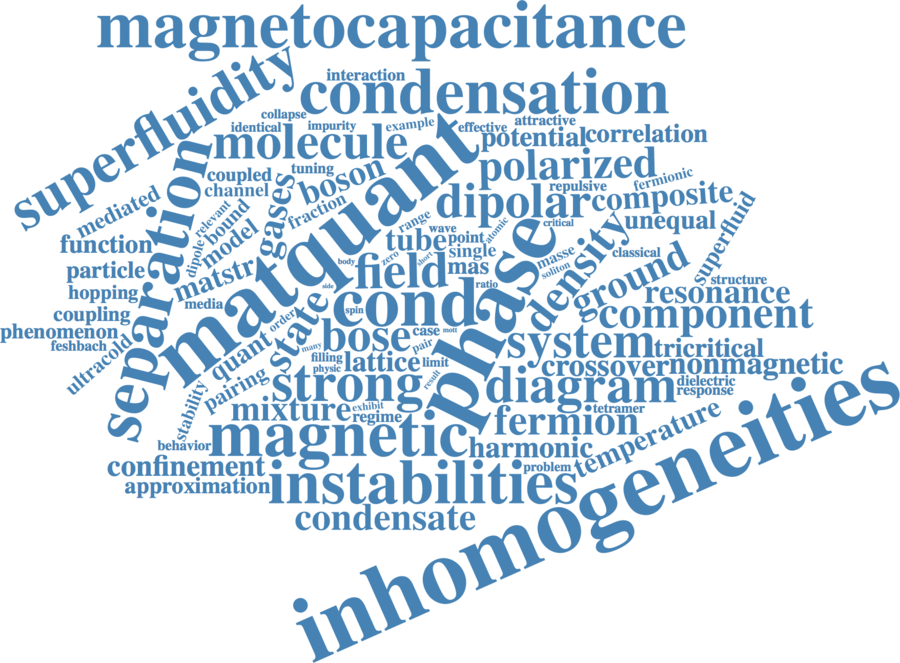 magnetocapacitance
superfluidity
interaction
condensation
collapse
identical
impurity
example
effective
attractive
molecule
potential
correlation
separation
coupled
channel
tuning
boson
matquant
polarized
fermionic
repulsive
mediated
relevant
bound
gases
fraction
dipolar
composite
unequal
superfluid
function
dipole
model
range
wave
atomic
critical
density
classical
particle
matstr
tube
point
single
phase
masse
soliton
ground
structure
hopping
media
body
zero
short
field
mas
ratio
resonance
coupling
order
state
side
cond
spin
component
phenomenon
feshbach
quant
many
bose
case
mott
pair
system
tricritical
ultracold
filling
physic
lattice
limit
result
crossover
nonmagnetic
stability
pairing
strong
diagram
dielectric
response
mixture
exhibit
regime
fermion
tetramer
temperature
behavior
magnetic
harmonic
inhomogeneities
confinement
problem
approximation
instabilities
condensate